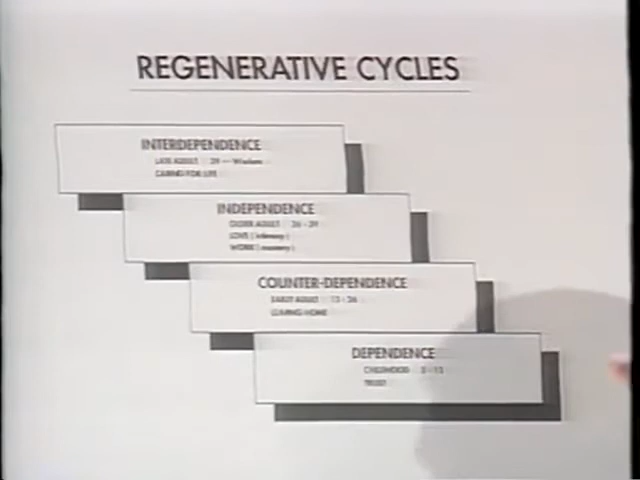 REGENERATIVE CYCLES
INTERDEPENDENCE
LATE ADULT 39 — Wisdom
CARING FOR LIFE
INDEPENDENCE
OLDER ADULT 26 - 39
LOVE (intimacy)
WORK (mastery)
COUNTER-DEPENDENCE
EARLY ADULT 13 - 26
LEAVING HOME
DEPENDENCE
CHILDHOOD - 13
TRUST